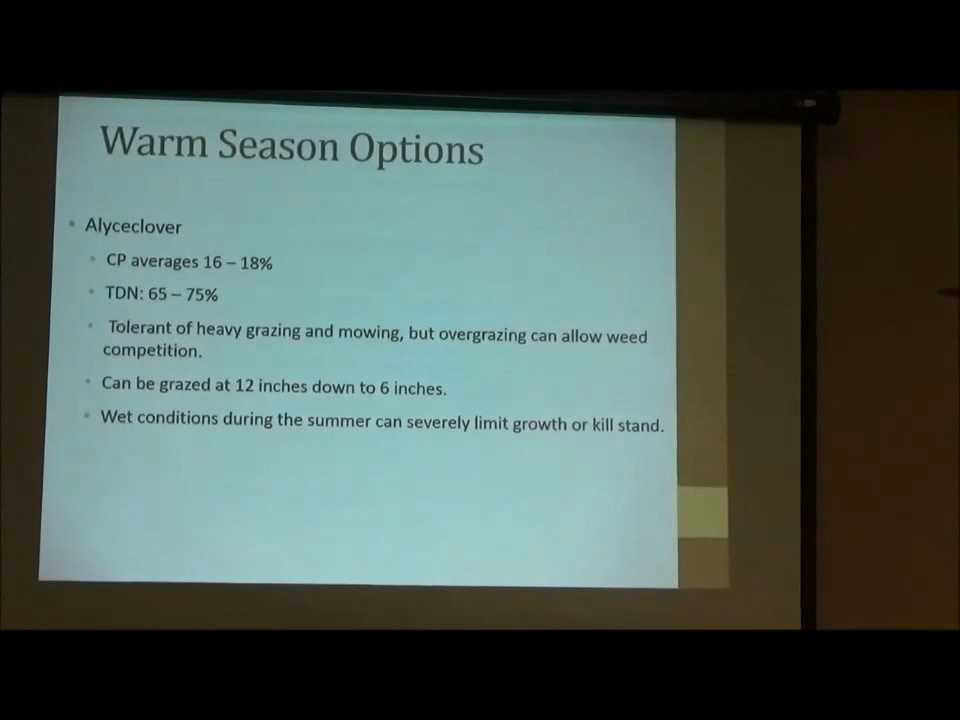 Warm Season Options
• Alyceclover
• CP averages 16 – 18%
• TDN: 65 – 75%
• Tolerant of heavy grazing and mowing, but overgrazing can allow weed
competition.
• Can be grazed at 12 inches down to 6 inches.
• Wet conditions during the summer can severely limit growth or kill stand.